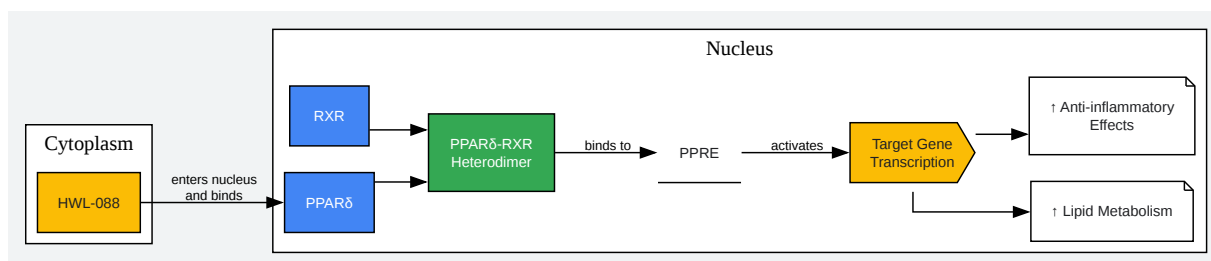 Nucleus
Cytoplasm
HWL-088
enters nucleus
and binds
RXR
PPARδ
PPARδ-RXR
Heterodimer
binds to
PPRE
activates
Target Gene
Transcription
↑ Anti-inflammatory
Effects
↑ Lipid Metabolism